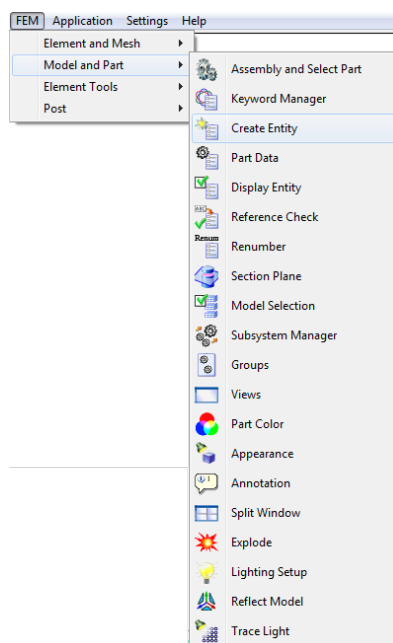 FEM Application Settings Help
Element and Mesh
Model and Part
Element Tools
Post
Assembly and Select Part
Keyword Manager
Create Entity
Part Data
Display Entity
Reference Check
Renum
Renumber
Section Plane
Model Selection
Subsystem Manager
Groups
Views
Part Color
Appearance
Annotation
Split Window
Explode
Lighting Setup
Reflect Model
Trace Light